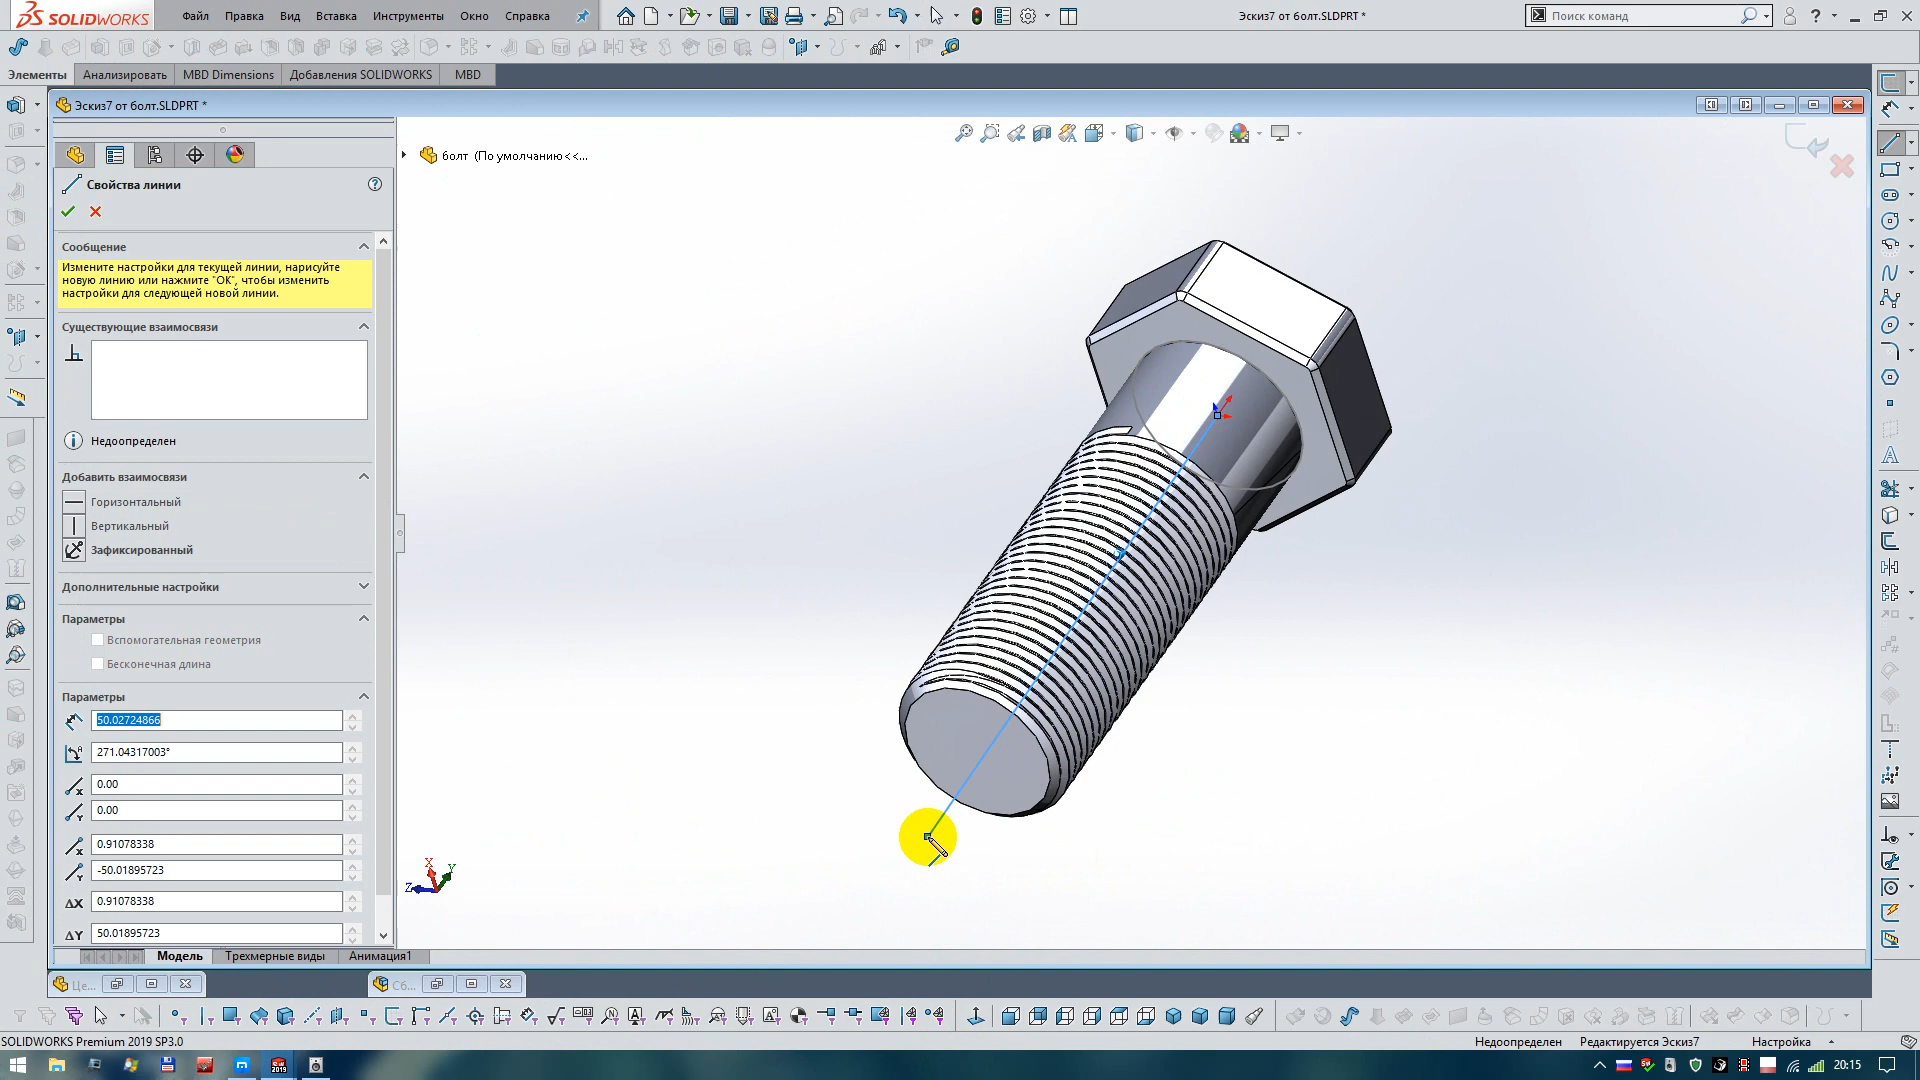 SOLIDWORKS
Файл Правка Вид Вставка Инструменты Окно Справка
Эскиз7 от болт.SLDPRT *
Поиск команд
Элементы Анализировать MBD Dimensions Добавления SOLIDWORKS MBD
Эскиз7 от болт.SLDPRT *
болт (По умолчанию<<...
Свойства линии
Сообщение
Измените настройки для текущей линии, нарисуйте
новую линию или нажмите "ОК", чтобы изменить
настройки для следующей новой линии.
Существующие взаимосвязи
Недоопределен
Добавить взаимосвязи
Горизонтальный
Вертикальный
Зафиксированный
Дополнительные настройки
Параметры
Вспомогательная геометрия
Бесконечная длина
Параметры
50.02724866
271.04317003°
0.00
0.00
0.91078338
-50.01895723
ΔX 0.91078338
ΔY 50.01895723
X Y Z
Модель Трехмерные виды Анимация1
Це... Сб...
SOLIDWORKS Premium 2019 SP3.0
Недоопределен Редактируется Эскиз7 Настройка
20:15